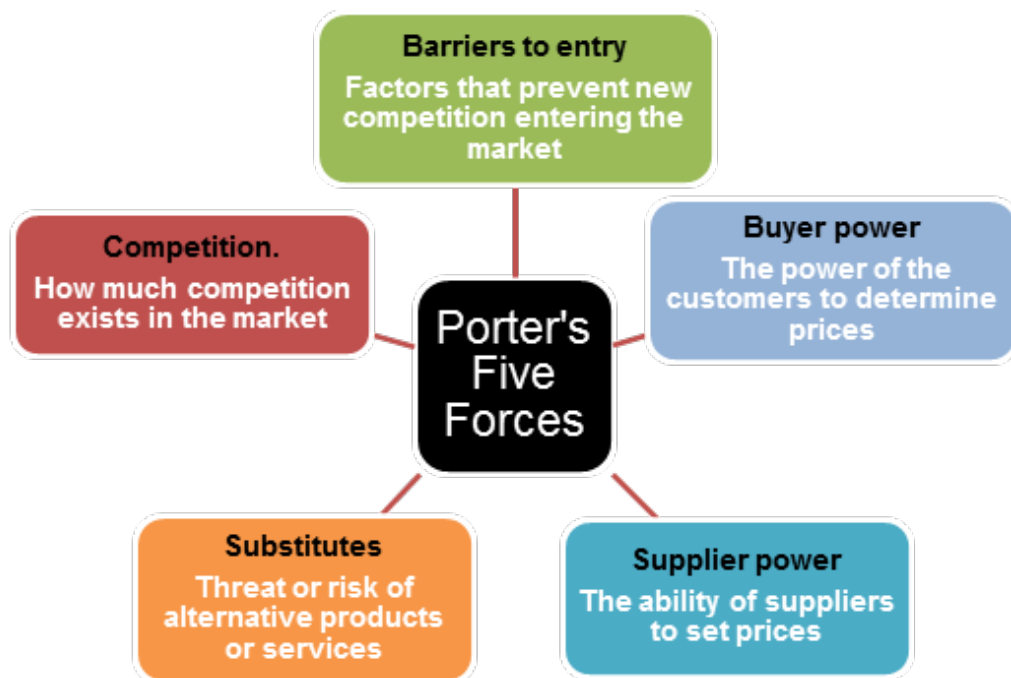 Barriers to entry
Factors that prevent new
competition entering the
market
Competition.
How much competition
exists in the market
Buyer power
The power of the
customers to determine
prices
Porter's
Five
Forces
Substitutes
Threat or risk of
alternative products
or services
Supplier power
The ability of suppliers
to set prices